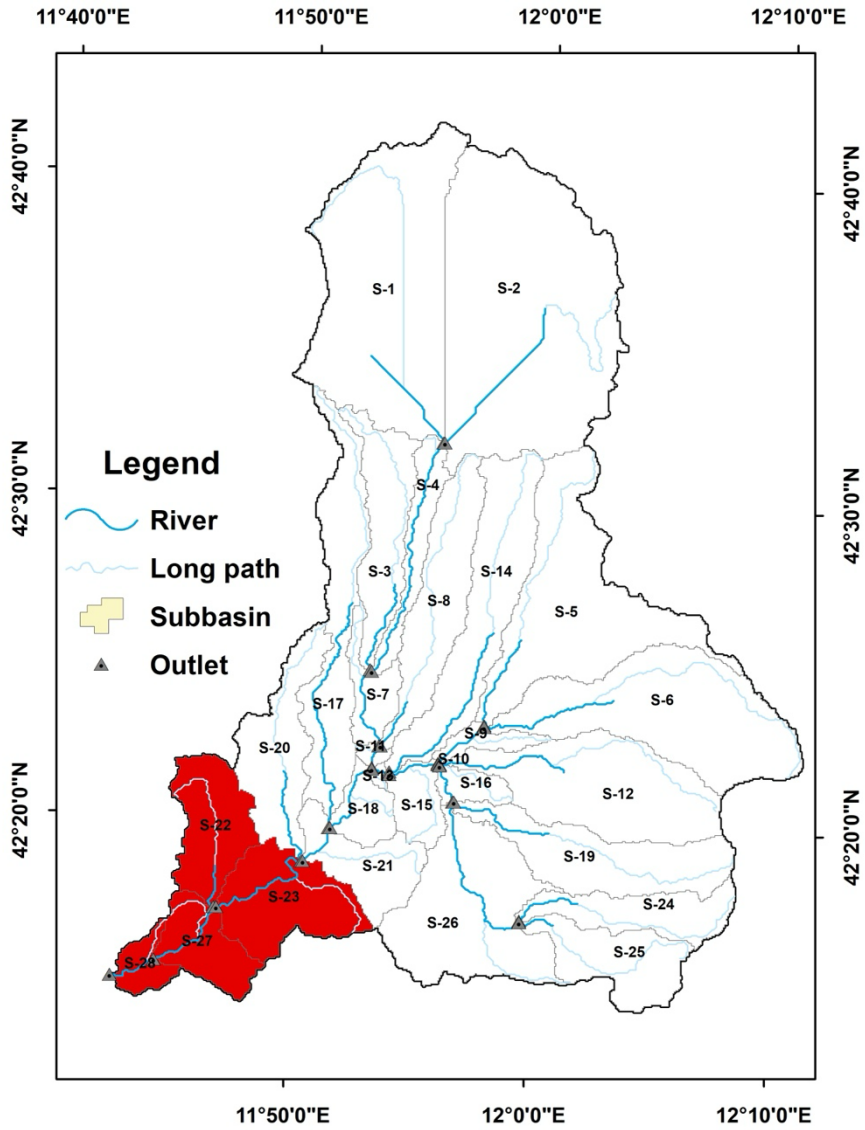 11°40'0"E 11°50'0"E 12°0'0"E 12°10'0"E
42°40'0"N
42°40'0"N
S-1
S-2
Legend
River
Long path
Subbasin
Outlet
42°30'0"N
42°30'0"N
S-4
S-3
S-14
S-8
S-5
S-7
S-17
S-6
S-9
S-20
S-11
S-10
S-13
S-16
S-12
S-15
S-18
42°20'0"N
42°20'0"N
S-22
S-19
S-21
S-23
S-24
S-26
S-27
S-25
S-28
11°50'0"E 12°0'0"E 12°10'0"E